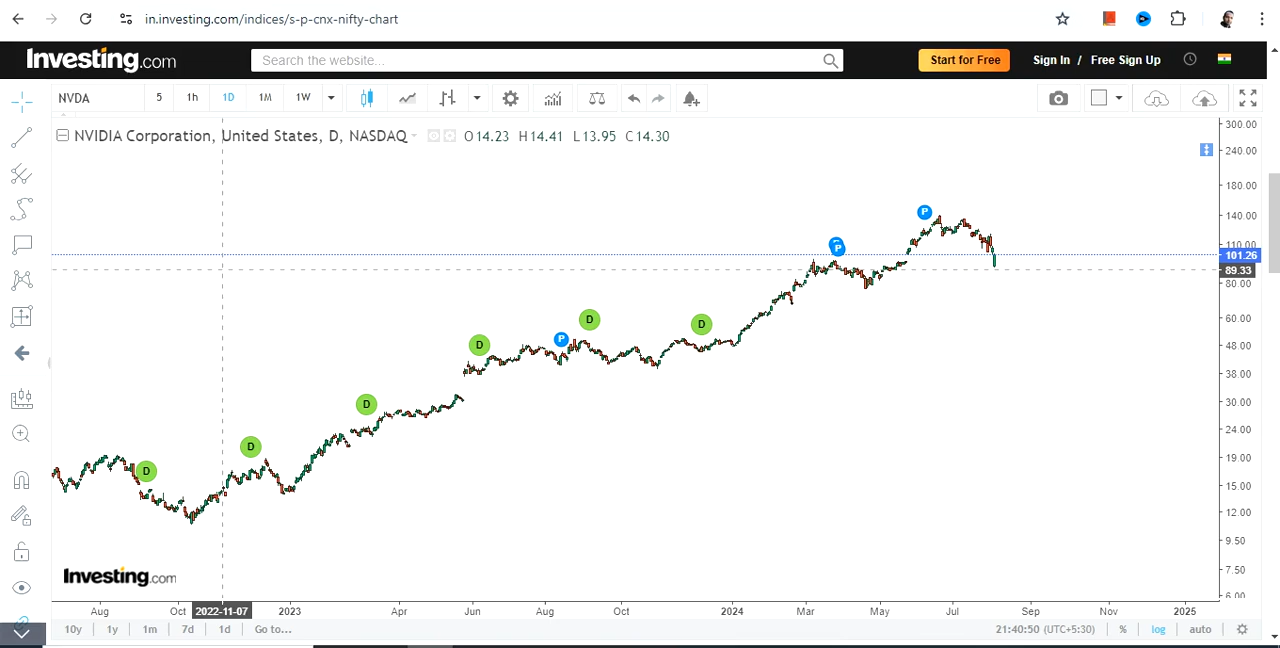 in.investing.com/indices/s-p-cnx-nifty-chart
Investing.com Search the website... Start for Free Sign In / Free Sign Up
NVDA 5 1h 1D 1M 1W
NVIDIA Corporation, United States, D, NASDAQ O14.23 H14.41 L13.95 C14.30
300.00
240.00
180.00
140.00
110.00
101.26
89.33
80.00
60.00
48.00
38.00
30.00
24.00
19.00
15.00
12.00
9.50
7.50
6.00
P
P
D
P
D
D
D
D
D
Investing.com
Aug Oct 2022-11-07 2023 Apr Jun Aug Oct 2024 Mar May Jul Sep Nov 2025
10y 1y 1m 7d 1d Go to... 21:40:50 (UTC+5:30) % log auto